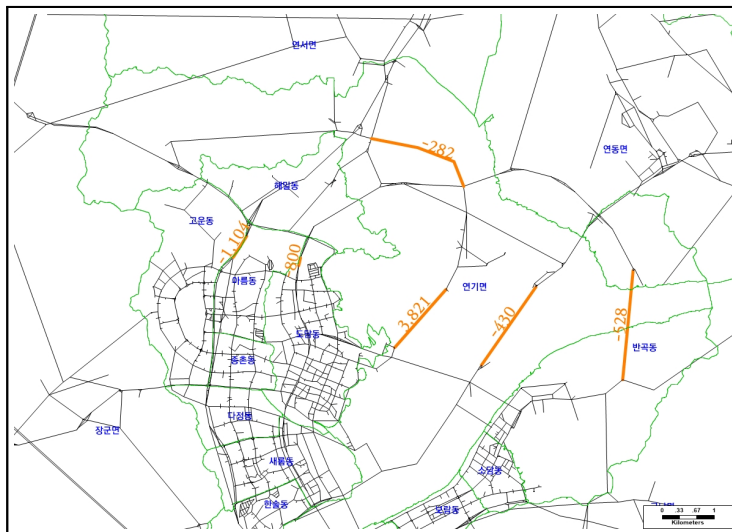 연서면
-282
연동면
해밀동
고운동
-1,104
-800
아름동
연기면
3,821
-430
-528
도담동
반곡동
종촌동
다정동
장군면
새롬동
소담동
한솔동
보람동
0 .33 .67 1
Kilometers